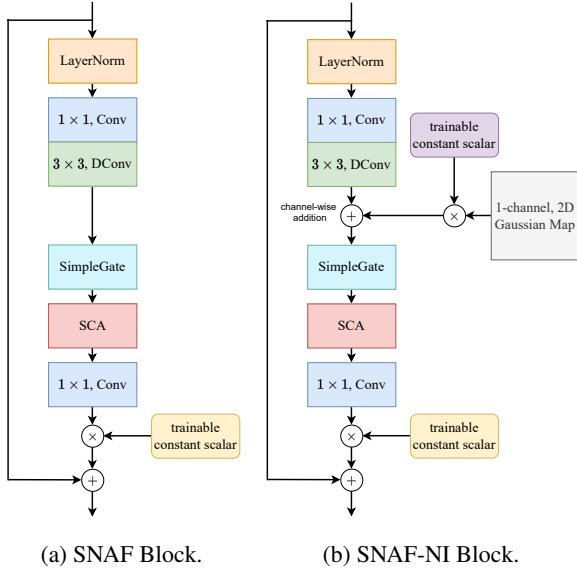 LayerNorm
1 × 1, Conv
3 × 3, DConv
SimpleGate
SCA
1 × 1, Conv
×
trainable
constant scalar
+
(a) SNAF Block.
LayerNorm
1 × 1, Conv
3 × 3, DConv
trainable
constant scalar
channel-wise
addition
+
×
1-channel, 2D
Gaussian Map
SimpleGate
SCA
1 × 1, Conv
×
trainable
constant scalar
+
(b) SNAF-NI Block.